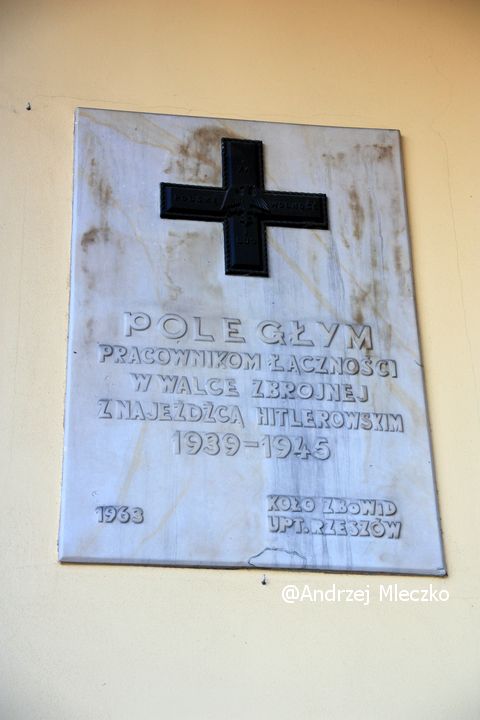 POLEGŁYM
PRACOWNIKOM ŁĄCZNOŚCI
W WALCE ZBROJNEJ
Z NAJEŹDŹCĄ HITLEROWSKIM
1939-1945
1963
KOŁO ZBOWID
UPT. RZESZÓW
@Andrzej Mleczko